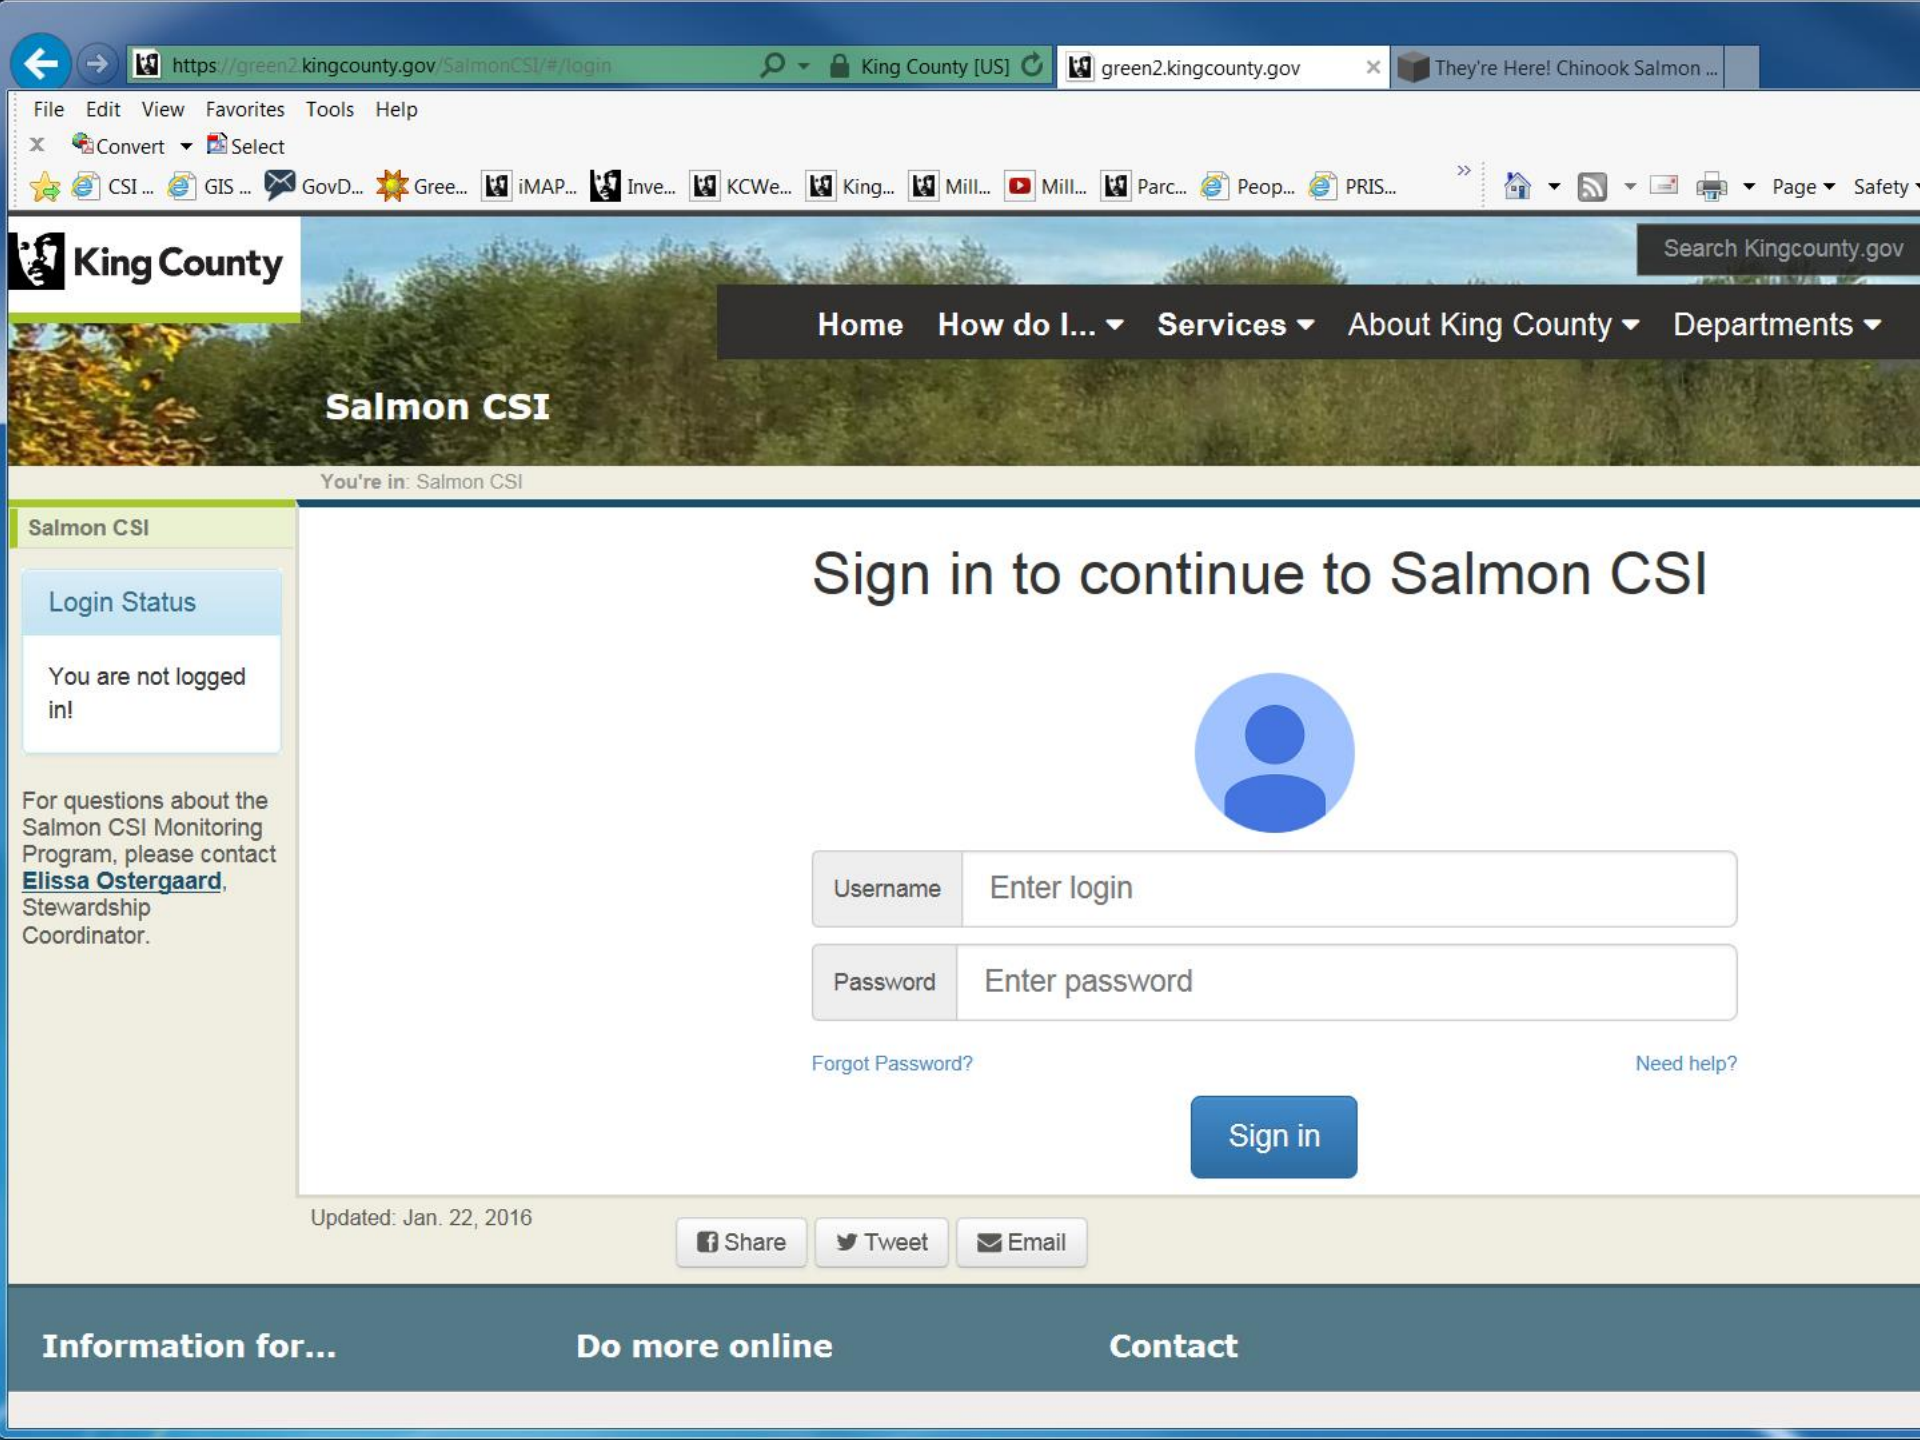 https://green2.kingcounty.gov/SalmonCSI/#/login
King County [US]
green2.kingcounty.gov
They're Here! Chinook Salmon ...
File Edit View Favorites Tools Help
x Convert Select
CSI ... GIS ... GovD... Gree... iMAP... Inve... KCWe... King... Mill... Mill... Parc... Peop... PRIS... » Page Safety
King County
Search Kingcounty.gov
Home How do I... Services About King County Departments
Salmon CSI
You're in: Salmon CSI
Salmon CSI
Login Status
You are not logged
in!
For questions about the
Salmon CSI Monitoring
Program, please contact
Elissa Ostergaard,
Stewardship
Coordinator.
Sign in to continue to Salmon CSI
Username Enter login
Password Enter password
Forgot Password? Need help?
Sign in
Updated: Jan. 22, 2016
Share Tweet Email
Information for... Do more online Contact